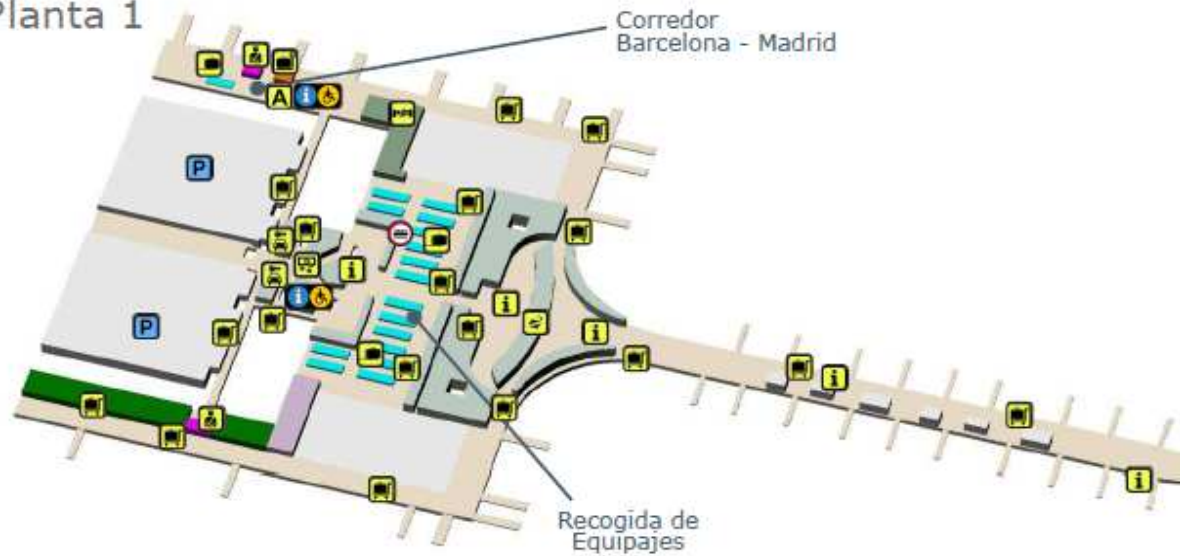 Planta 1
Corredor
Barcelona - Madrid
A
P
P
Recogida de
Equipajes